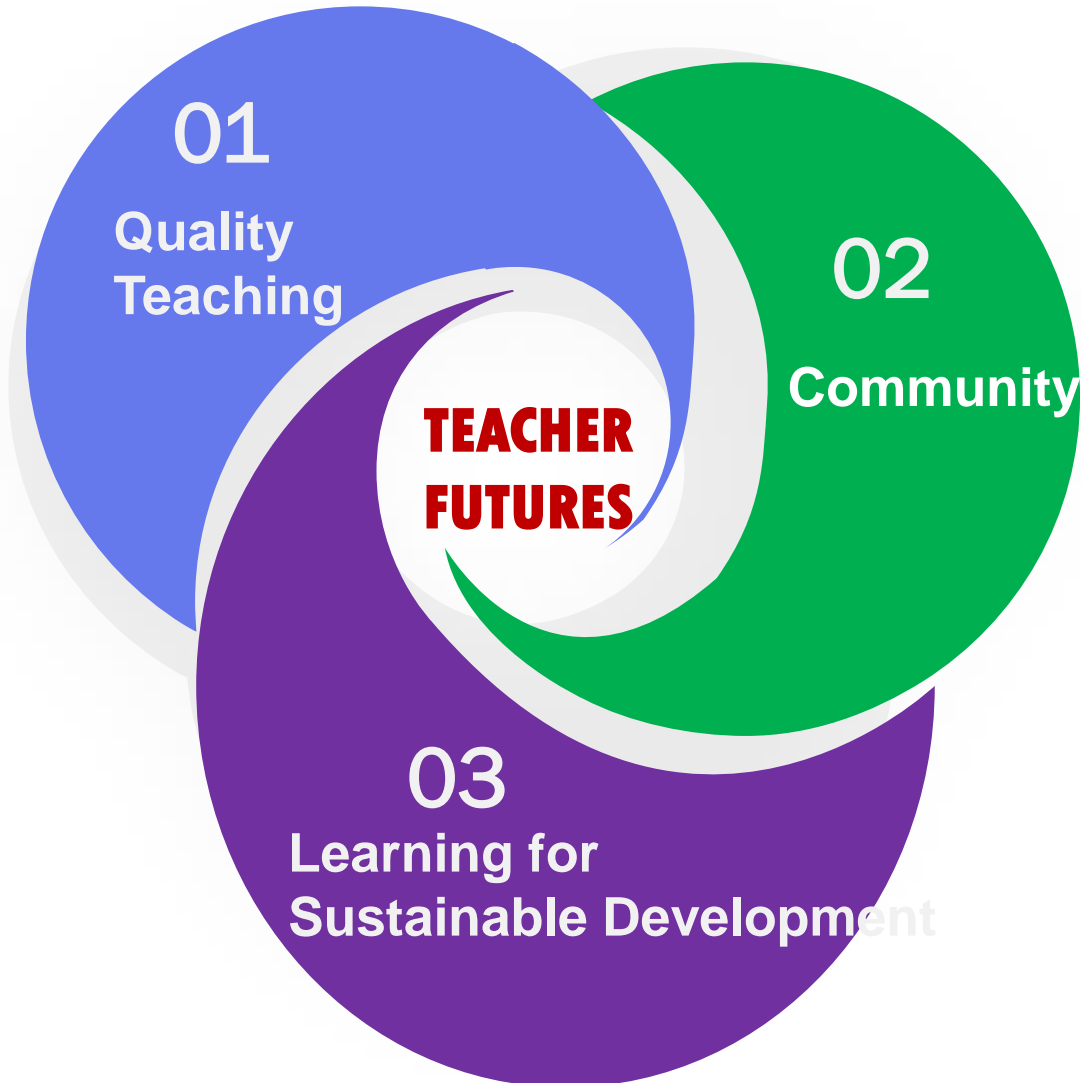 01
Quality
Teaching
02
Community
TEACHER
FUTURES
03
Learning for
Sustainable Development